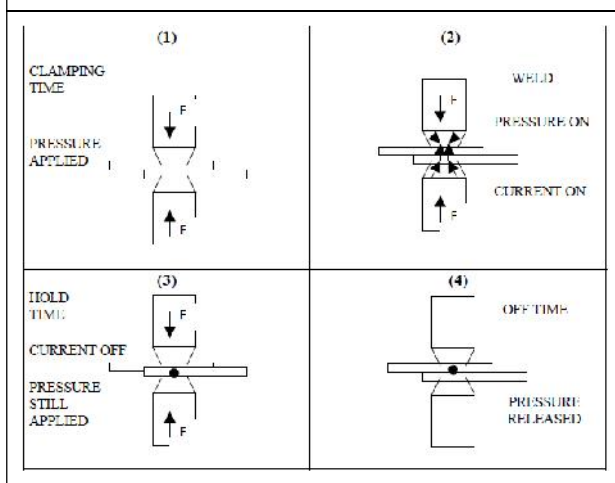 (1)
CLAMPING
TIME
F
PRESSURE
APPLIED
F
(2)
WELD
F
PRESSURE ON
CURRENT ON
F
(3)
HOLD
TIME
F
CURRENT OFF
PRESSURE
STILL
APPLIED
F
(4)
OFF TIME
PRESSURE
RELEASED